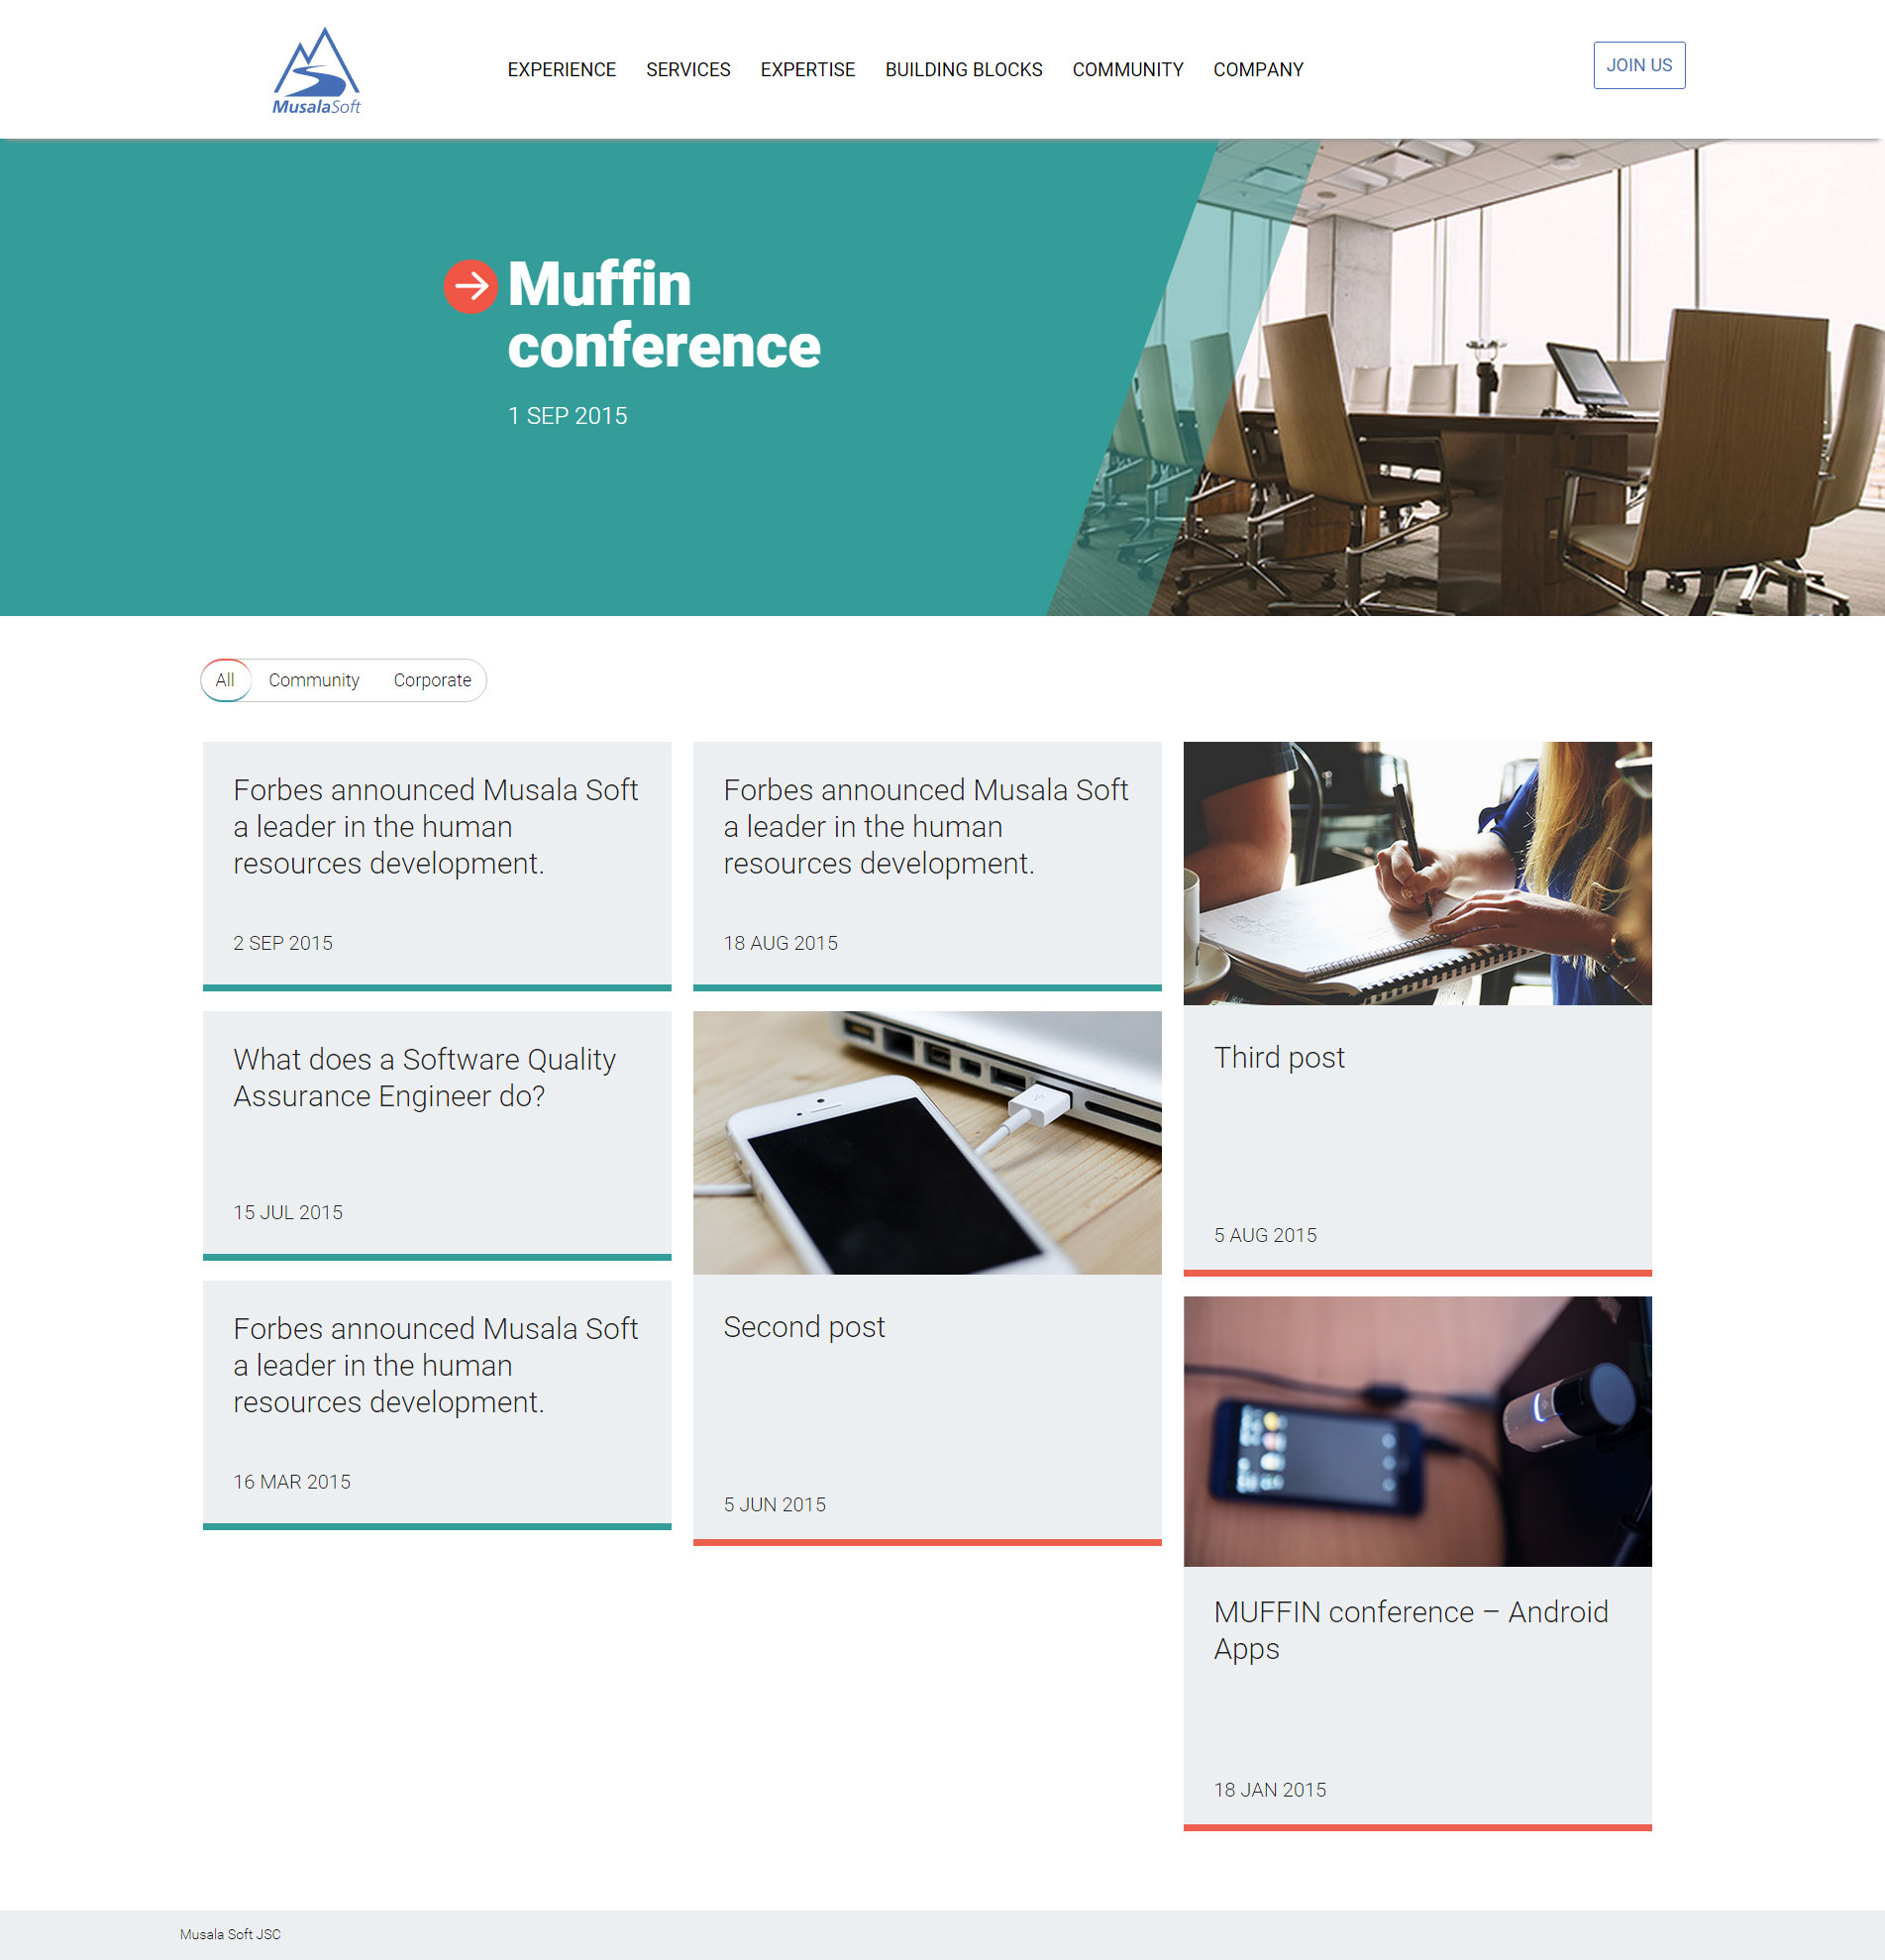 MusalaSoft
EXPERIENCE SERVICES EXPERTISE BUILDING BLOCKS COMMUNITY COMPANY
JOIN US
Muffin
conference
1 SEP 2015
All Community Corporate
Forbes announced Musala Soft
a leader in the human
resources development.
2 SEP 2015
Forbes announced Musala Soft
a leader in the human
resources development.
18 AUG 2015
Third post
5 AUG 2015
What does a Software Quality
Assurance Engineer do?
15 JUL 2015
Second post
5 JUN 2015
Forbes announced Musala Soft
a leader in the human
resources development.
16 MAR 2015
MUFFIN conference – Android
Apps
18 JAN 2015
Musala Soft JSC